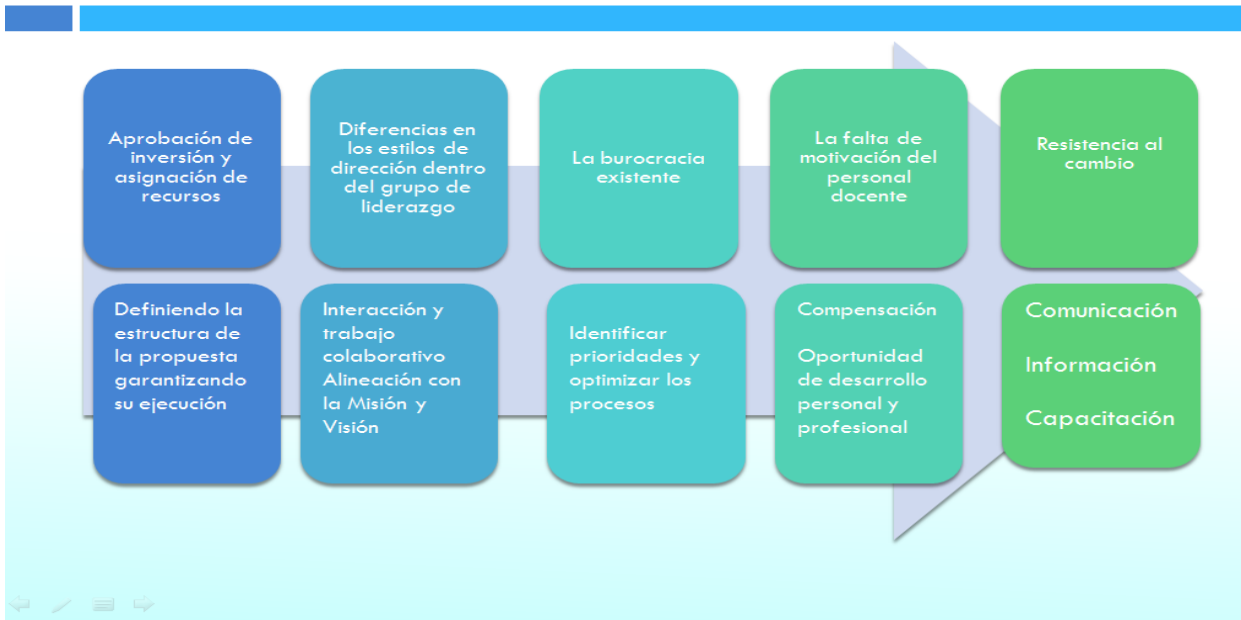 Aprobación de
inversión y
asignación de
recursos
Diferencias en
los estilos de
dirección dentro
del grupo de
liderazgo
La burocracia
existente
La falta de
motivación del
personal
docente
Resistencia al
cambio
Definiendo la
estructura de
la propuesta
garantizando
su ejecución
Interacción y
trabajo
colaborativo
Alineación con
la Misión y
Visión
Identificar
prioridades y
optimizar los
procesos
Compensación
Oportunidad
de desarrollo
personal y
profesional
Comunicación
Información
Capacitación